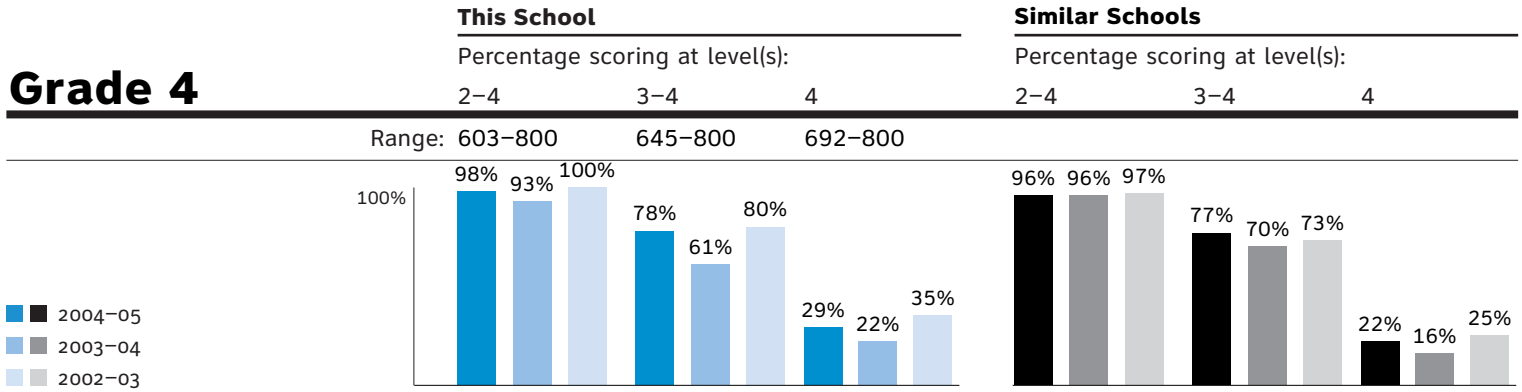 This School Similar Schools
Percentage scoring at level(s): Percentage scoring at level(s):
Grade 4 2–4 3–4 4 2–4 3–4 4
Range: 603–800 645–800 692–800
100% 98% 93% 100% 78% 61% 80% 29% 22% 35% 96% 96% 97% 77% 70% 73% 22% 16% 25%
2004–05
2003–04
2002–03